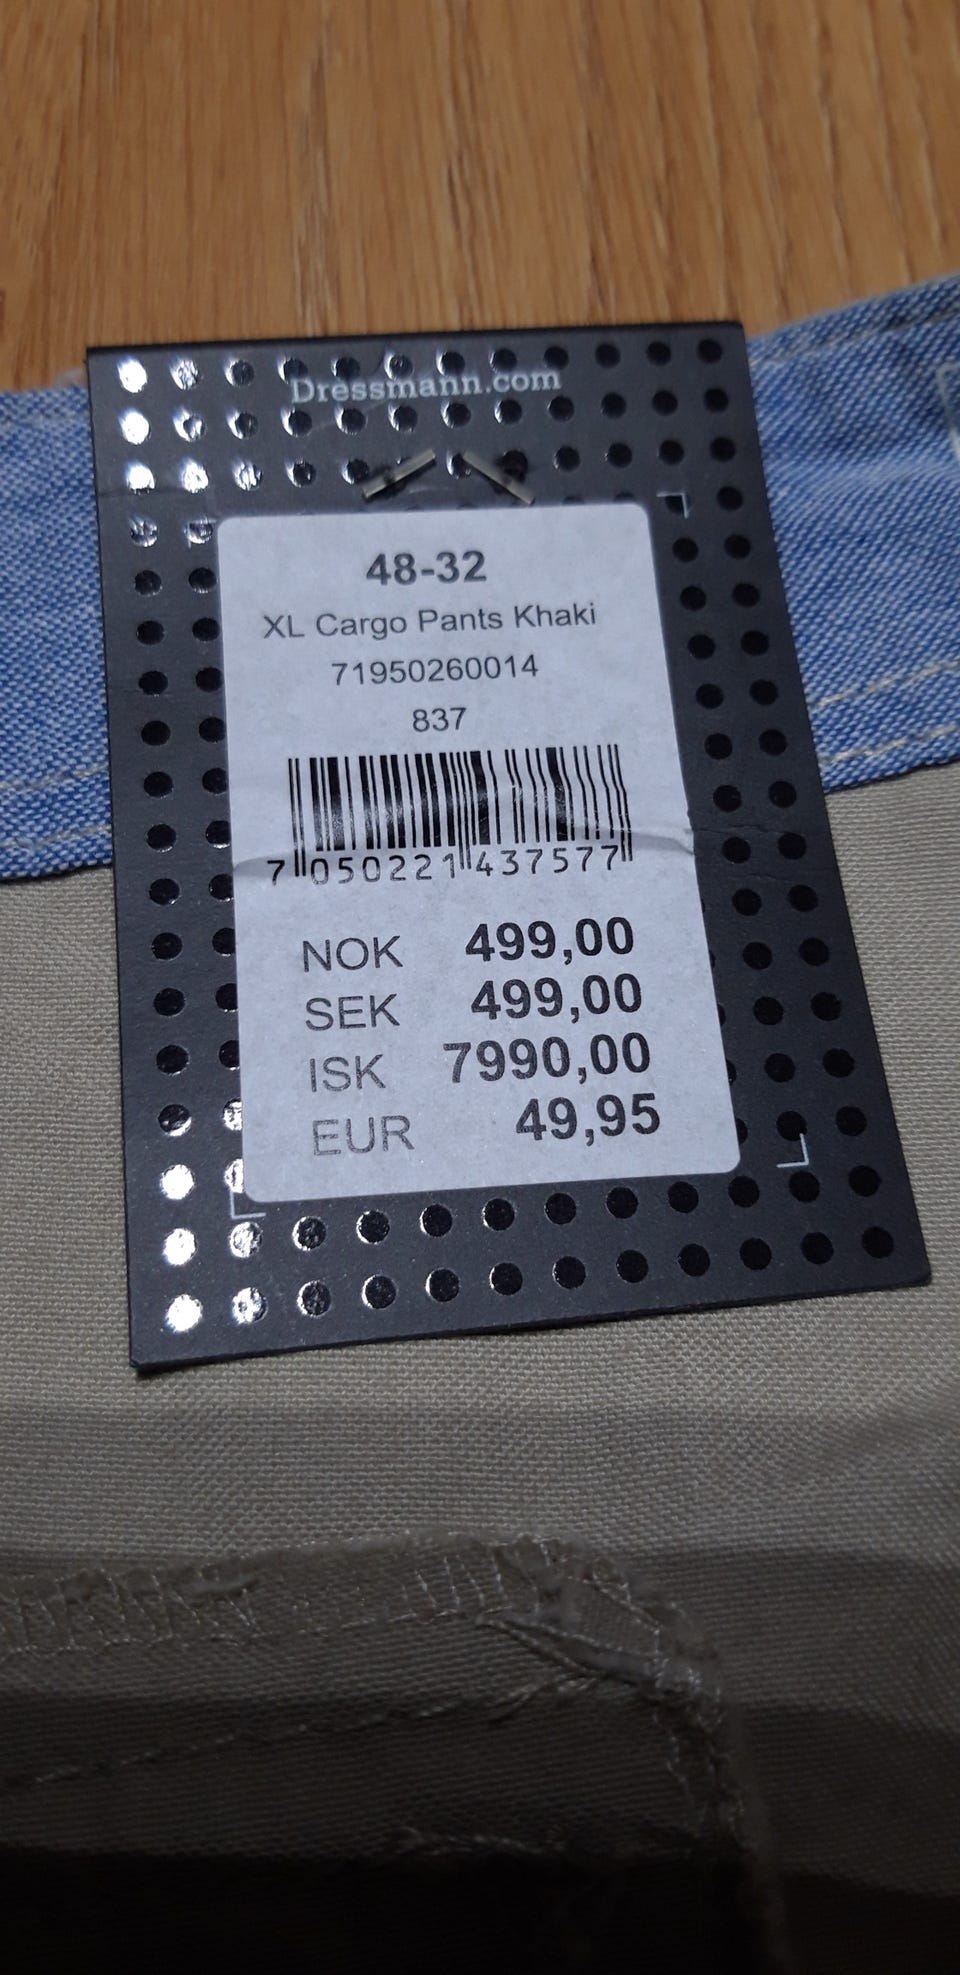 Dressmann.com
48-32
XL Cargo Pants Khaki
71950260014
837
7 050221 437577
NOK 499,00
SEK 499,00
ISK 7990,00
EUR 49,95